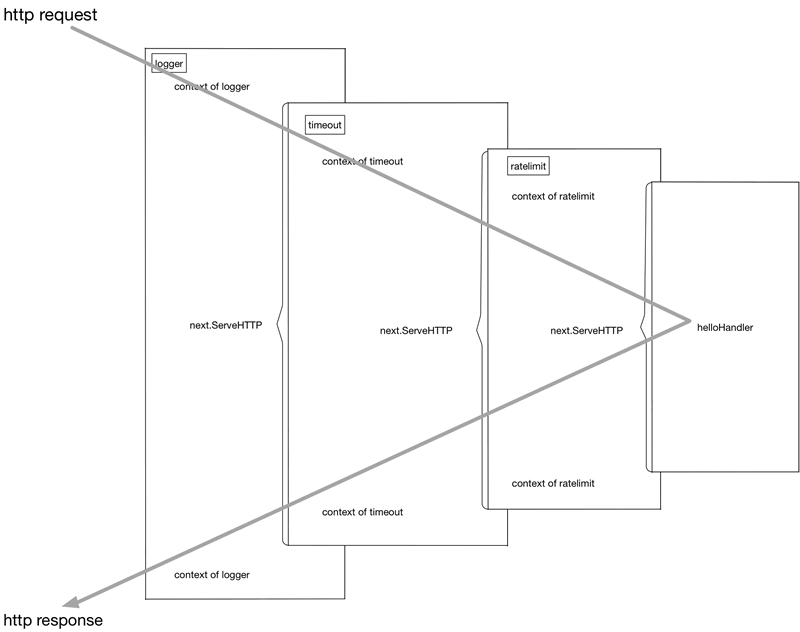 http request
logger
context of logger
timeout
context of timeout
ratelimit
context of ratelimit
next.ServeHTTP
next.ServeHTTP
next.ServeHTTP
helloHandler
context of ratelimit
context of timeout
context of logger
http response